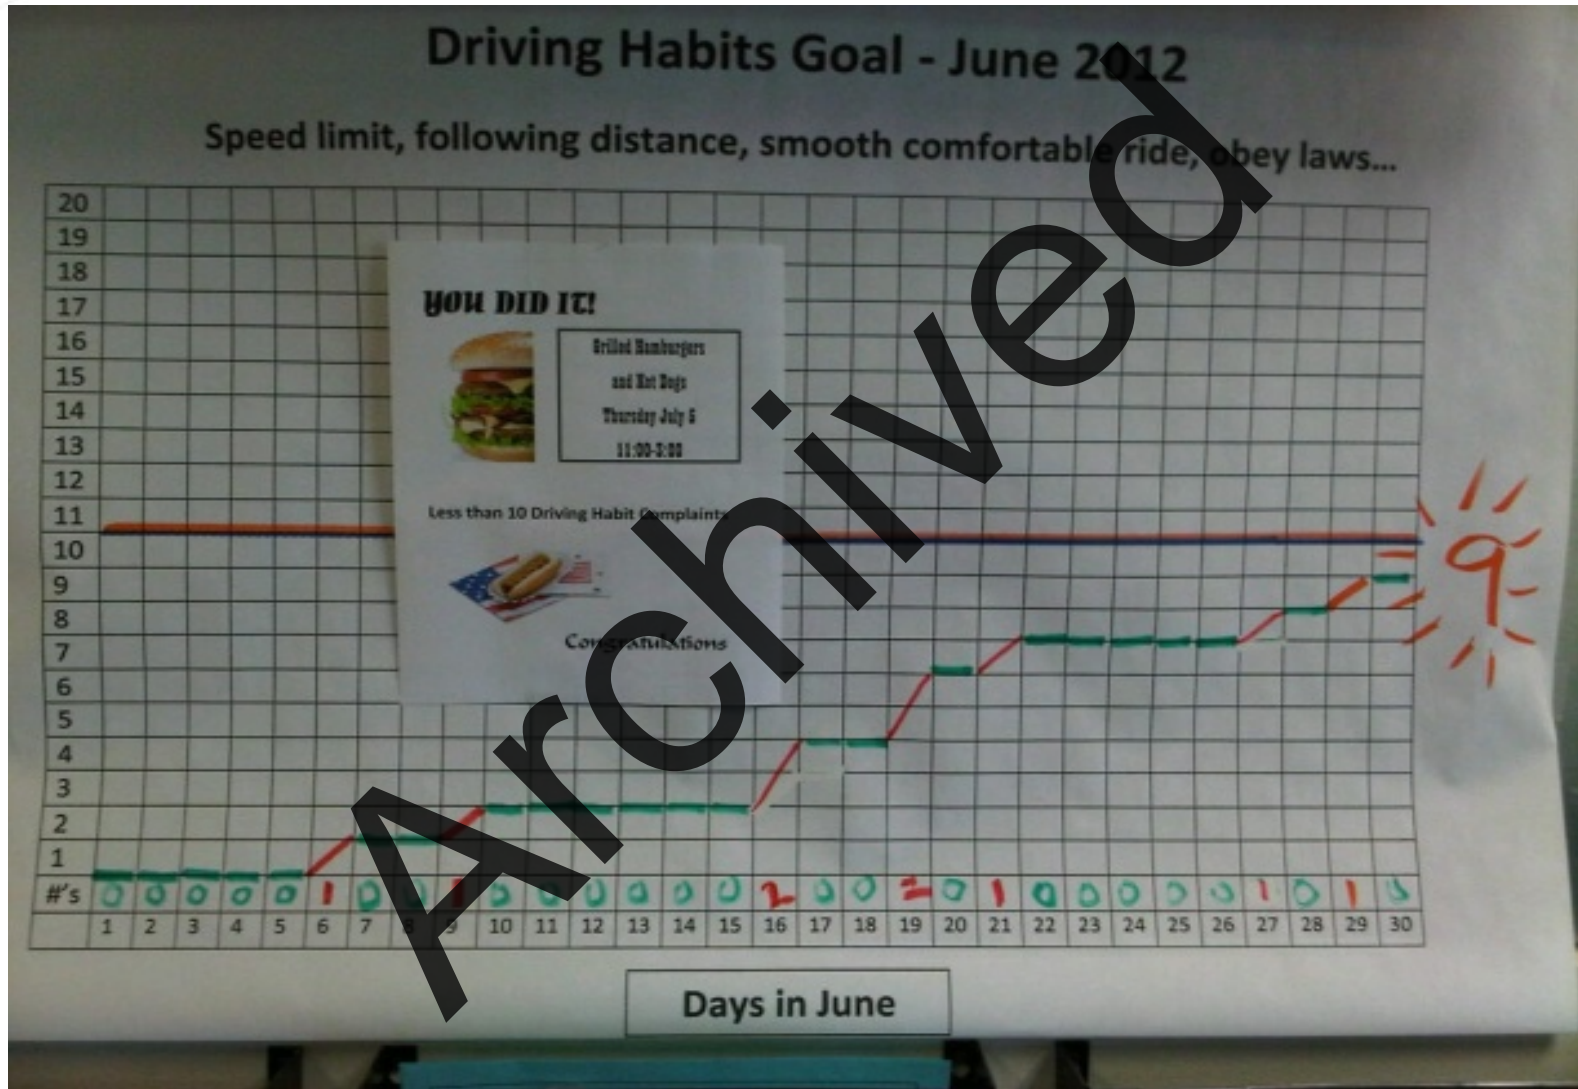 Driving Habits Goal - June 2012
Speed limit, following distance, smooth comfortable ride, obey laws...
20
19
18
17
16
15
14
13
12
11
10
9
8
7
6
5
4
3
2
1
YOU DID IT!
Grilled Hamburgers
and Hot Dogs
Thursday July 5
11:00-3:00
Less than 10 Driving Habit Complaints
Congratulations
9
#'s 0 0 0 0 0 1 0 0 1 0 0 0 0 0 0 2 0 0 2 0 1 0 0 0 0 0 1 0 1 0
1 2 3 4 5 6 7 8 9 10 11 12 13 14 15 16 17 18 19 20 21 22 23 24 25 26 27 28 29 30
Days in June
Archived